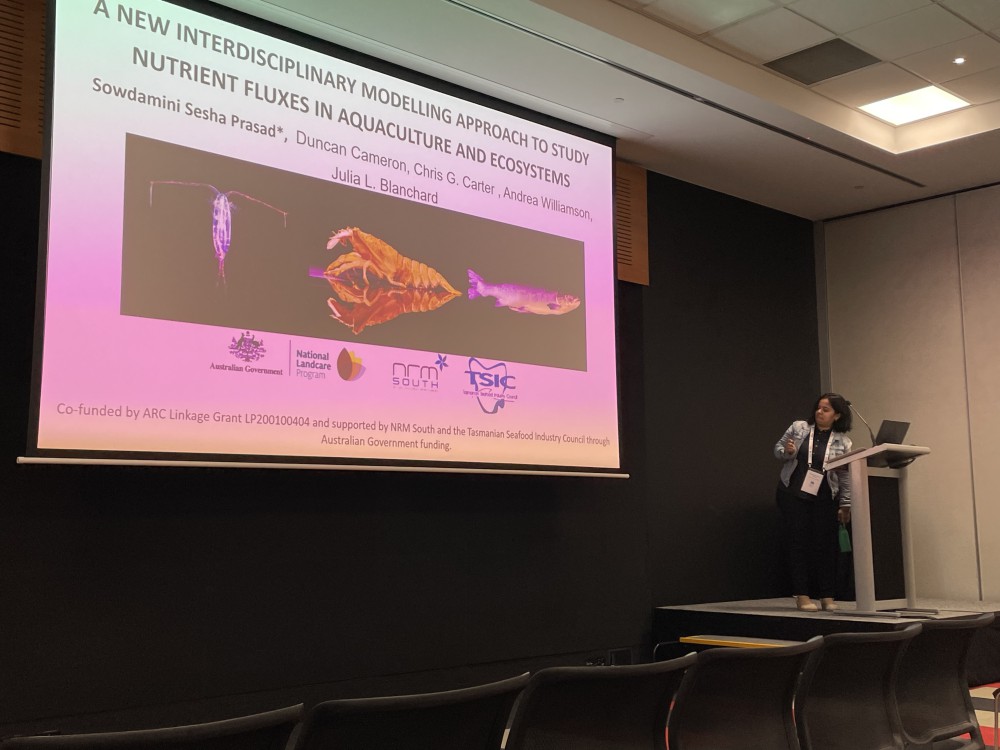 A NEW INTERDISCIPLINARY MODELLING APPROACH TO STUDY
NUTRIENT FLUXES IN AQUACULTURE AND ECOSYSTEMS
Sowdamini Sesha Prasad*, Duncan Cameron, Chris G. Carter , Andrea Williamson,
Julia L. Blanchard
Australian Government
National
Landcare
Program
nrm
SOUTH
TSIC
Co-funded by ARC Linkage Grant LP200100404 and supported by NRM South and the Tasmanian Seafood Industry Council through
Australian Government funding.